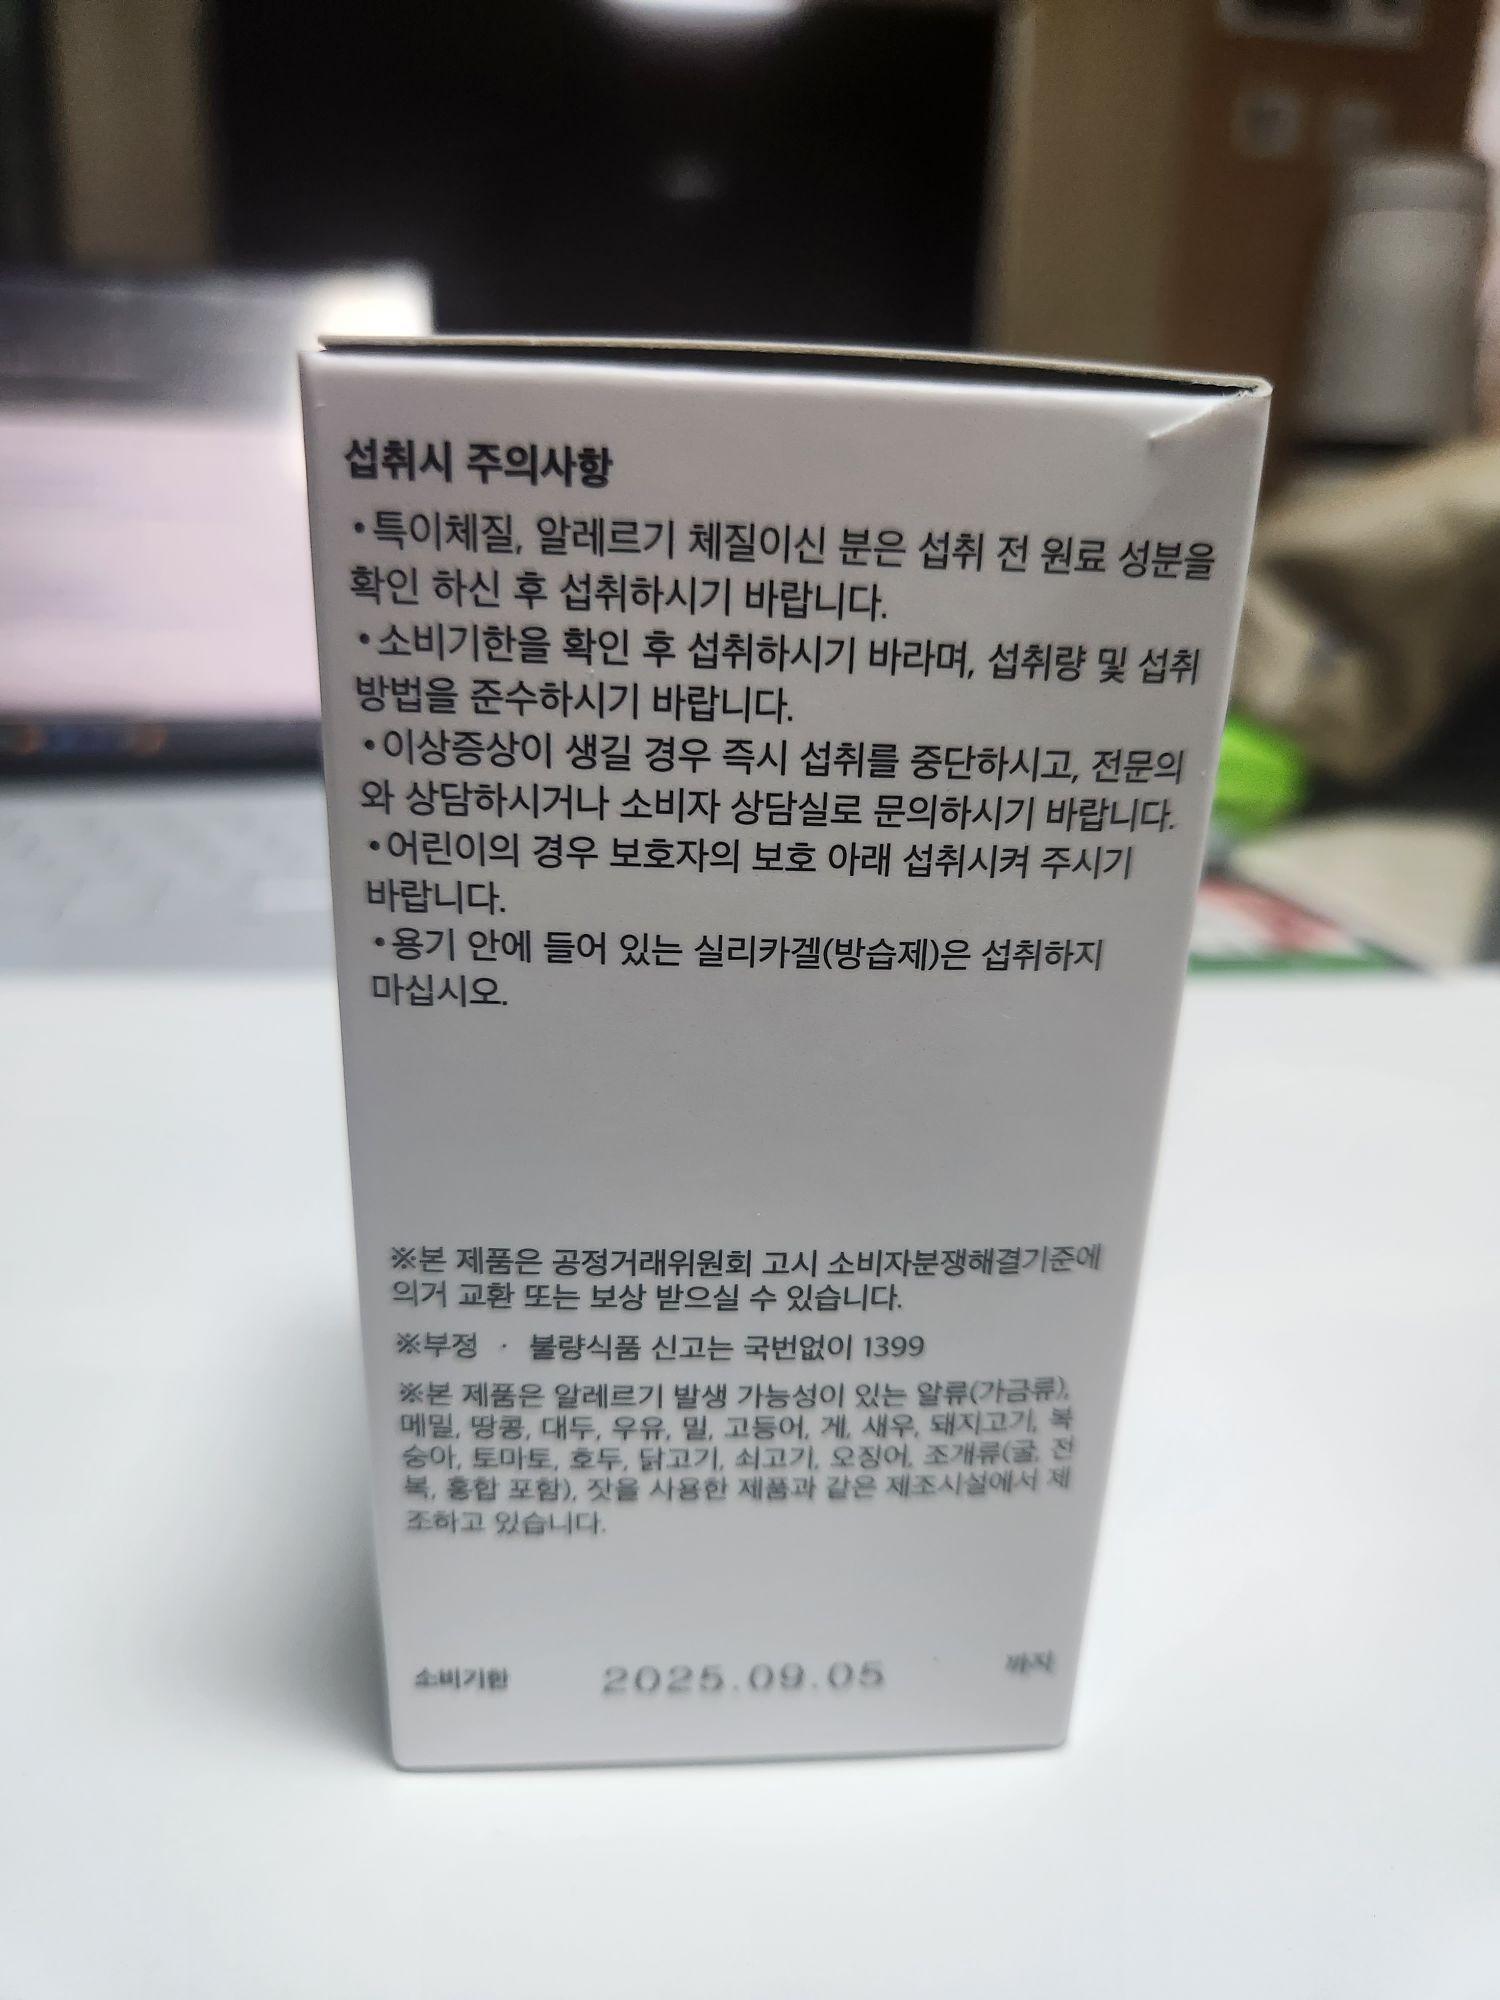 섭취시 주의사항
•특이체질, 알레르기 체질이신 분은 섭취 전 원료 성분을
확인 하신 후 섭취하시기 바랍니다.
•소비기한을 확인 후 섭취하시기 바라며, 섭취량 및 섭취
방법을 준수하시기 바랍니다.
•이상증상이 생길 경우 즉시 섭취를 중단하시고, 전문의
와 상담하시거나 소비자 상담실로 문의하시기 바랍니다.
•어린이의 경우 보호자의 보호 아래 섭취시켜 주시기
바랍니다.
•용기 안에 들어 있는 실리카겔(방습제)은 섭취하지
마십시오.
※본 제품은 공정거래위원회 고시 소비자분쟁해결기준에
의거 교환 또는 보상 받으실 수 있습니다.
※부정 · 불량식품 신고는 국번없이 1399
※본 제품은 알레르기 발생 가능성이 있는 알류(가금류),
메밀, 땅콩, 대두, 우유, 밀, 고등어, 게, 새우, 돼지고기, 복
숭아, 토마토, 호두, 닭고기, 쇠고기, 오징어, 조개류(굴, 전
복, 홍합 포함), 잣을 사용한 제품과 같은 제조시설에서 제
조하고 있습니다.
소비기한 2025.09.05 까지